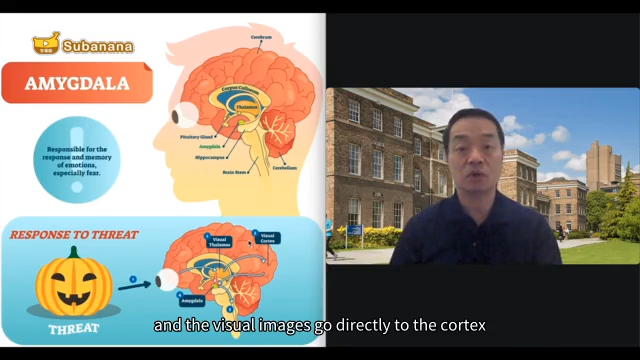 Subanana
AMYGDALA
Responsible for the
response and memory
of emotions,
especially fear.
Cerebrum
Corpus Callosum
Thalamus
Pituitary Gland
Amygdala
Hippocampus
Brain Stem
Cerebellum
RESPONSE TO THREAT
Visual
Thalamus
Visual
Cortex
Amygdala
THREAT
and the visual images go directly to the cortex